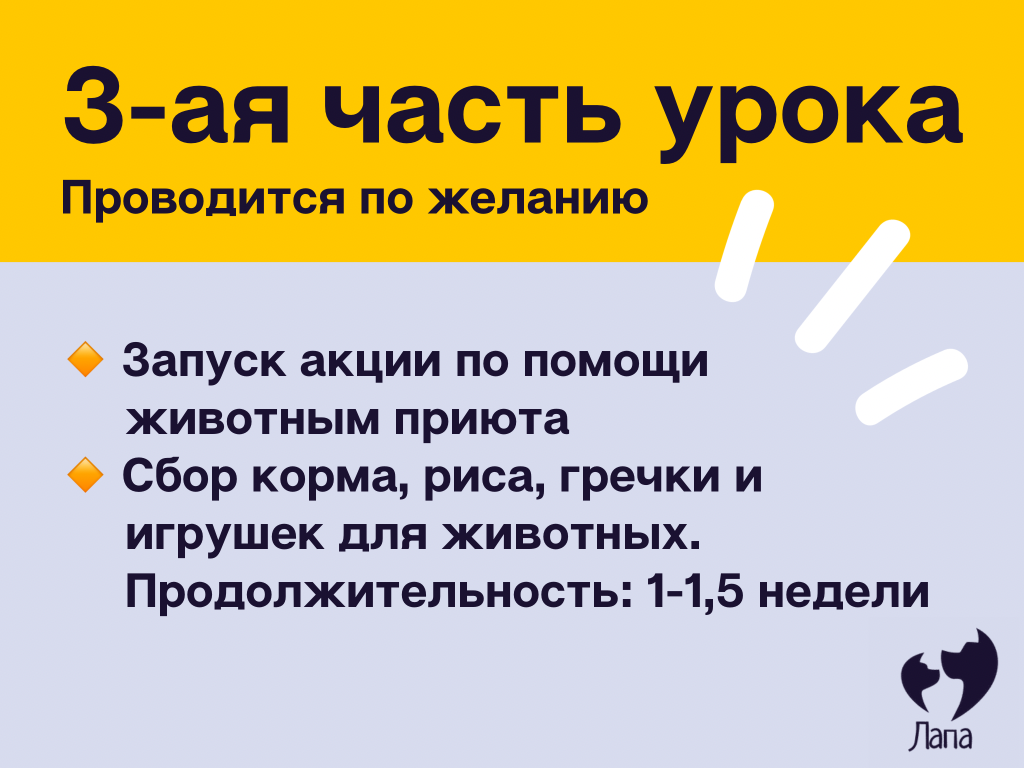 3-ая часть урока
Проводится по желанию
🔸 Запуск акции по помощи
животным приюта
🔸 Сбор корма, риса, гречки и
игрушек для животных.
Продолжительность: 1-1,5 недели
Лапа